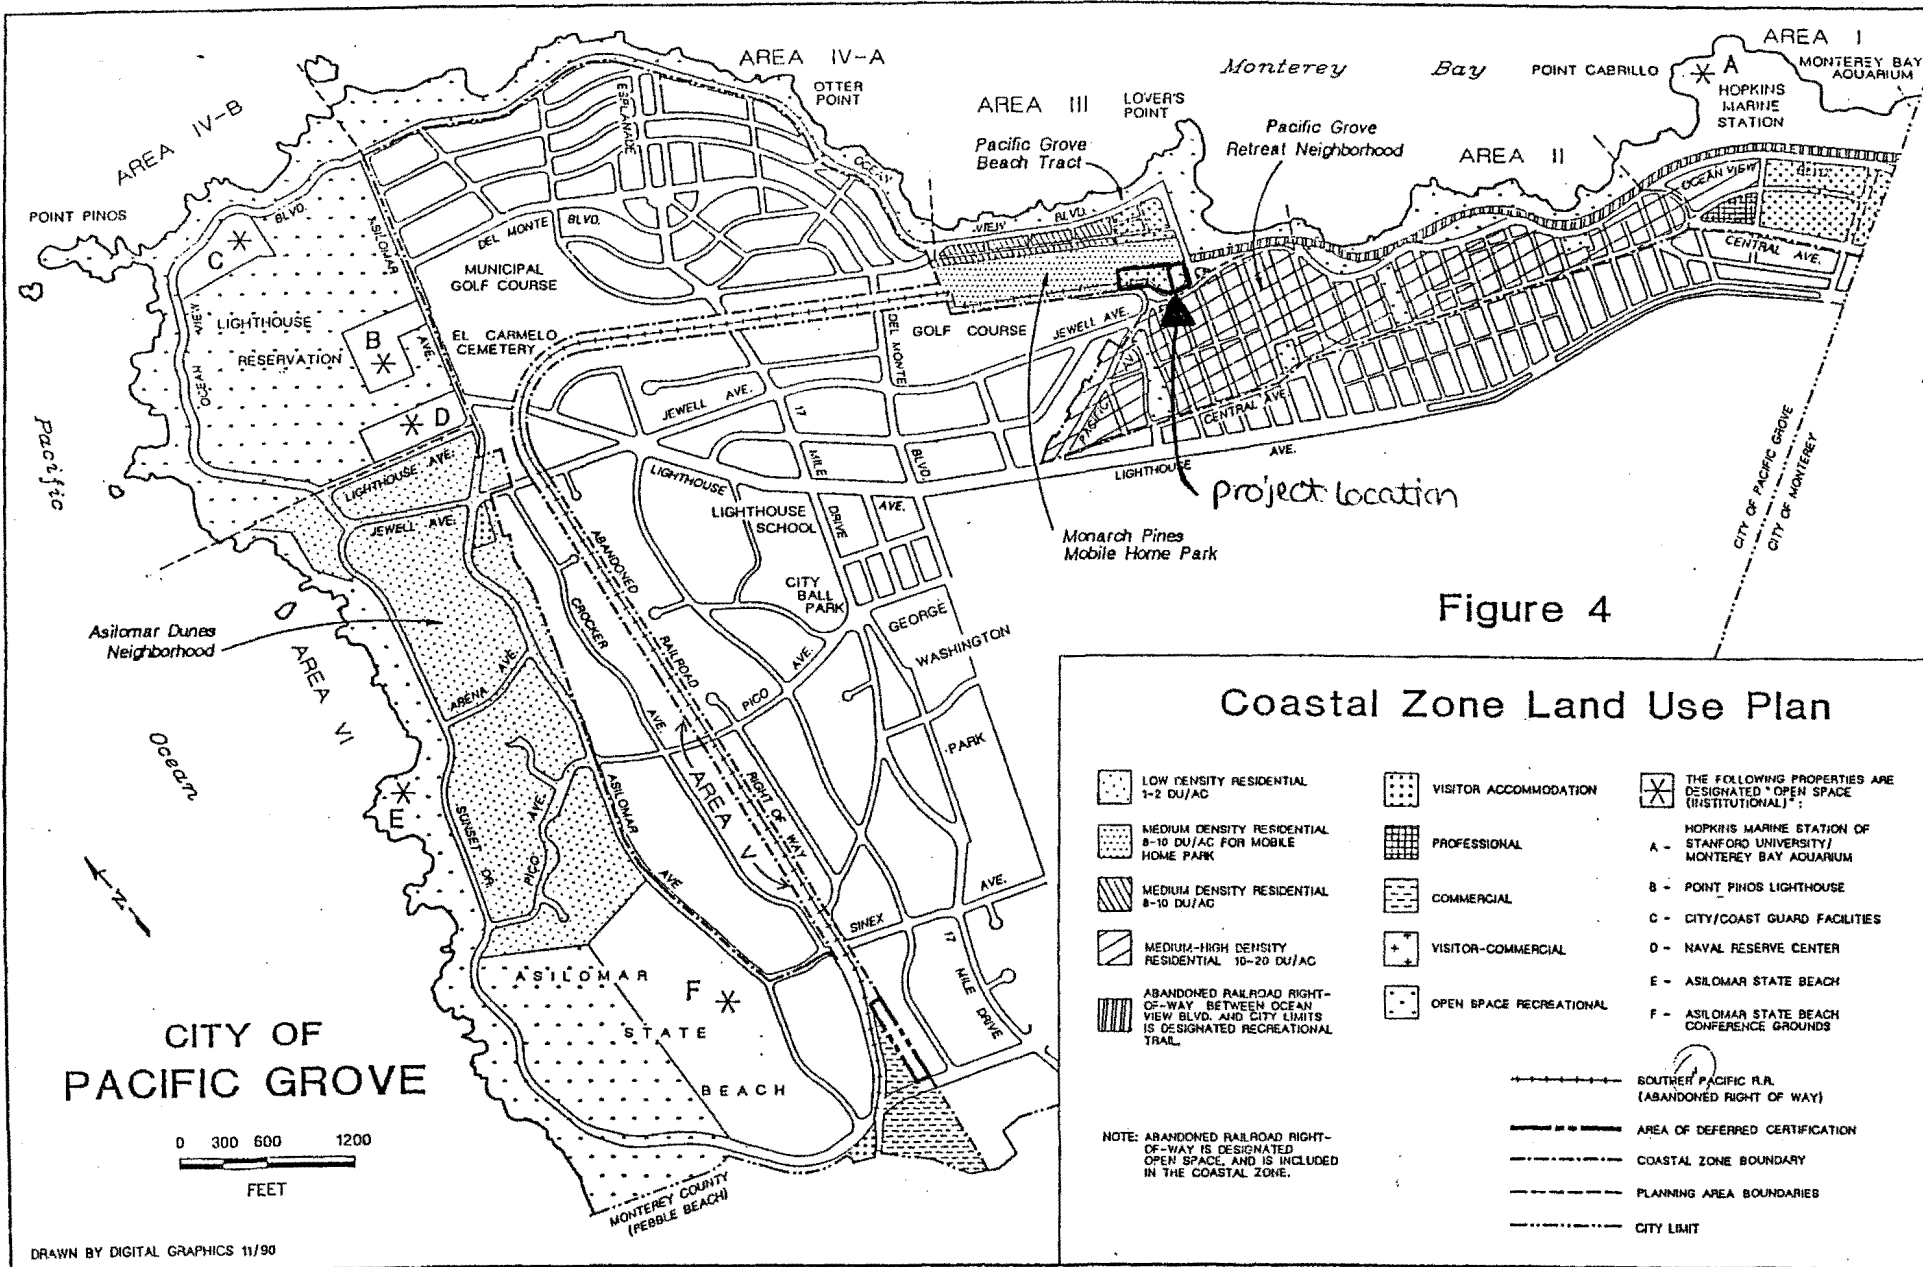 AREA I
MONTEREY BAY
AQUARIUM
AREA IV-A
OTTER
POINT
Monterey Bay
POINT CABRILLO
A
HOPKINS
MARINE
STATION
AREA III
LOVER'S
POINT
Pacific Grove
Beach Tract
Pacific Grove
Retreat Neighborhood
AREA II
AREA IV-B
ESPLANADE
OCEAN
VIEW
BLVD.
OCEAN VIEW
CENTRAL
AVE.
POINT PINOS
BLVD.
ASILOMAR
AVE.
DEL MONTE
BLVD.
C
MUNICIPAL
GOLF COURSE
VIEW
OCEAN
LIGHTHOUSE
RESERVATION
B
EL CARMELO
CEMETERY
GOLF COURSE
JEWELL AVE.
DEL MONTE
BLVD.
D
JEWELL AVE.
17
MILE
DRIVE
PACIFIC
AVE.
CENTRAL AVE.
LIGHTHOUSE
AVE.
Pacific
Ocean
LIGHTHOUSE AVE.
JEWELL AVE.
LIGHTHOUSE
AVE.
LIGHTHOUSE
SCHOOL
project location
Monarch Pines
Mobile Home Park
CITY OF PACIFIC GROVE
CITY OF MONTEREY
ABANDONED
RAILROAD
RIGHT OF WAY
CITY
BALL
PARK
CROCKER
AVE.
GEORGE
WASHINGTON
PARK
Figure 4
Asilomar Dunes
Neighborhood
AREA VI
ARENA AVE.
PICO
AVE.
AREA V
E
SUNSET DR.
PICO
AVE.
ASILOMAR
AVE
SINEX
AVE.
17
MILE
DRIVE
N
ASILOMAR
STATE
BEACH
F
CITY OF
PACIFIC GROVE
0 300 600 1200
FEET
MONTEREY COUNTY
(PEBBLE BEACH)
DRAWN BY DIGITAL GRAPHICS 11/90
Coastal Zone Land Use Plan
LOW DENSITY RESIDENTIAL
1-2 DU/AC
MEDIUM DENSITY RESIDENTIAL
8-10 DU/AC FOR MOBILE
HOME PARK
MEDIUM DENSITY RESIDENTIAL
8-10 DU/AC
MEDIUM-HIGH DENSITY
RESIDENTIAL 10-20 DU/AC
ABANDONED RAILROAD RIGHT-
OF-WAY BETWEEN OCEAN
VIEW BLVD. AND CITY LIMITS
IS DESIGNATED RECREATIONAL
TRAIL.
NOTE: ABANDONED RAILROAD RIGHT-
OF-WAY IS DESIGNATED
OPEN SPACE, AND IS INCLUDED
IN THE COASTAL ZONE.
VISITOR ACCOMMODATION
PROFESSIONAL
COMMERCIAL
VISITOR-COMMERCIAL
OPEN SPACE RECREATIONAL
THE FOLLOWING PROPERTIES ARE
DESIGNATED "OPEN SPACE
(INSTITUTIONAL)" :
HOPKINS MARINE STATION OF
A - STANFORD UNIVERSITY/
MONTEREY BAY AQUARIUM
B - POINT PINOS LIGHTHOUSE
C - CITY/COAST GUARD FACILITIES
D - NAVAL RESERVE CENTER
E - ASILOMAR STATE BEACH
F - ASILOMAR STATE BEACH
CONFERENCE GROUNDS
SOUTHER PACIFIC R.R.
(ABANDONED RIGHT OF WAY)
AREA OF DEFERRED CERTIFICATION
COASTAL ZONE BOUNDARY
PLANNING AREA BOUNDARIES
CITY LIMIT